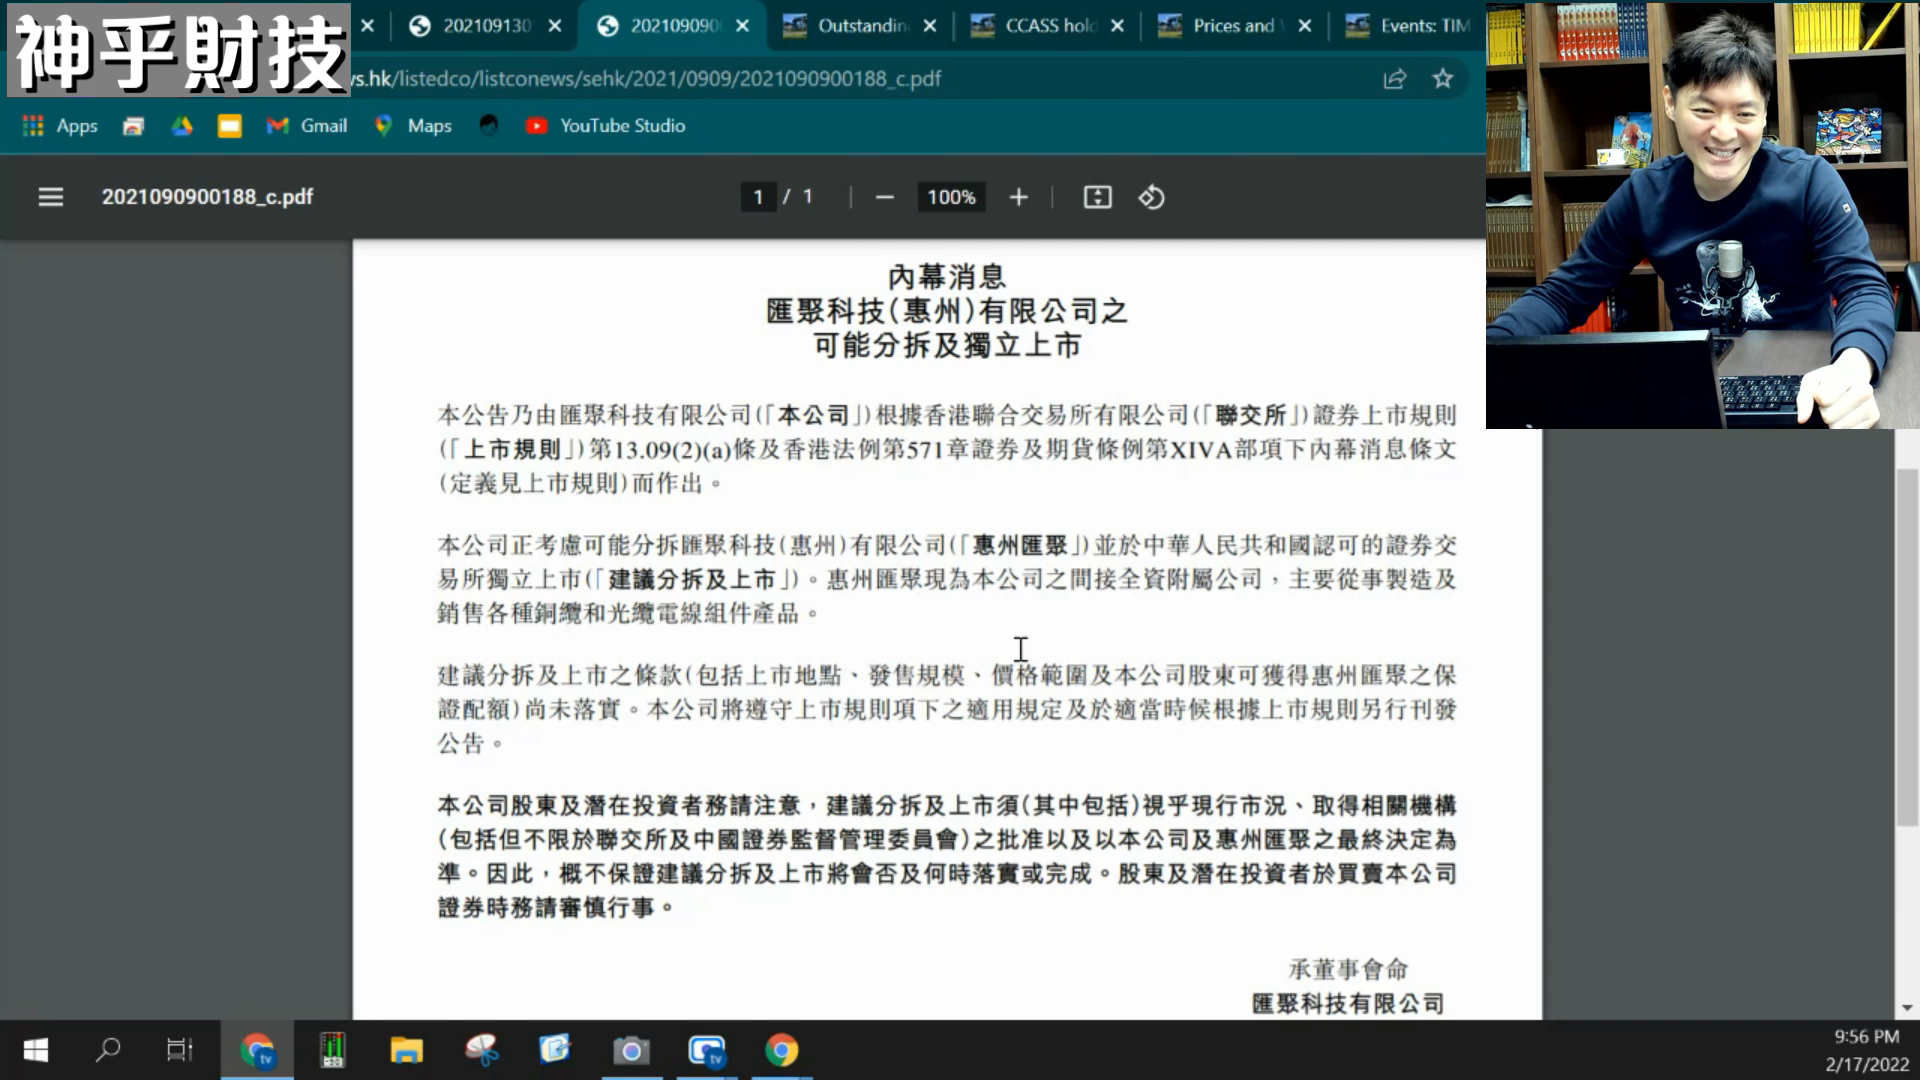 神乎財技
202109130
202109090
Outstandin
CCASS hold
Prices and
Events: TIM
s.hk/listedco/listconews/sehk/2021/0909/2021090900188_c.pdf
Apps
Gmail
Maps
YouTube Studio
2021090900188_c.pdf
1 / 1
100%
內幕消息
匯聚科技(惠州)有限公司之
可能分拆及獨立上市
本公告乃由匯聚科技有限公司(「本公司」)根據香港聯合交易所有限公司(「聯交所」)證券上市規則
(「上市規則」)第13.09(2)(a)條及香港法例第571章證券及期貨條例第XIVA部項下內幕消息條文
(定義見上市規則)而作出。
本公司正考慮可能分拆匯聚科技(惠州)有限公司(「惠州匯聚」)並於中華人民共和國認可的證券交
易所獨立上市(「建議分拆及上市」)。惠州匯聚現為本公司之間接全資附屬公司，主要從事製造及
銷售各種銅纜和光纜電線組件產品。
建議分拆及上市之條款(包括上市地點、發售規模、價格範圍及本公司股東可獲得惠州匯聚之保
證配額)尚未落實。本公司將遵守上市規則項下之適用規定及於適當時候根據上市規則另行刊發
公告。
本公司股東及潛在投資者務請注意，建議分拆及上市須(其中包括)視乎現行市況、取得相關機構
(包括但不限於聯交所及中國證券監督管理委員會)之批准以及以本公司及惠州匯聚之最終決定為
準。因此，概不保證建議分拆及上市將會否及何時落實或完成。股東及潛在投資者於買賣本公司
證券時務請審慎行事。
承董事會命
匯聚科技有限公司
9:56 PM
2/17/2022